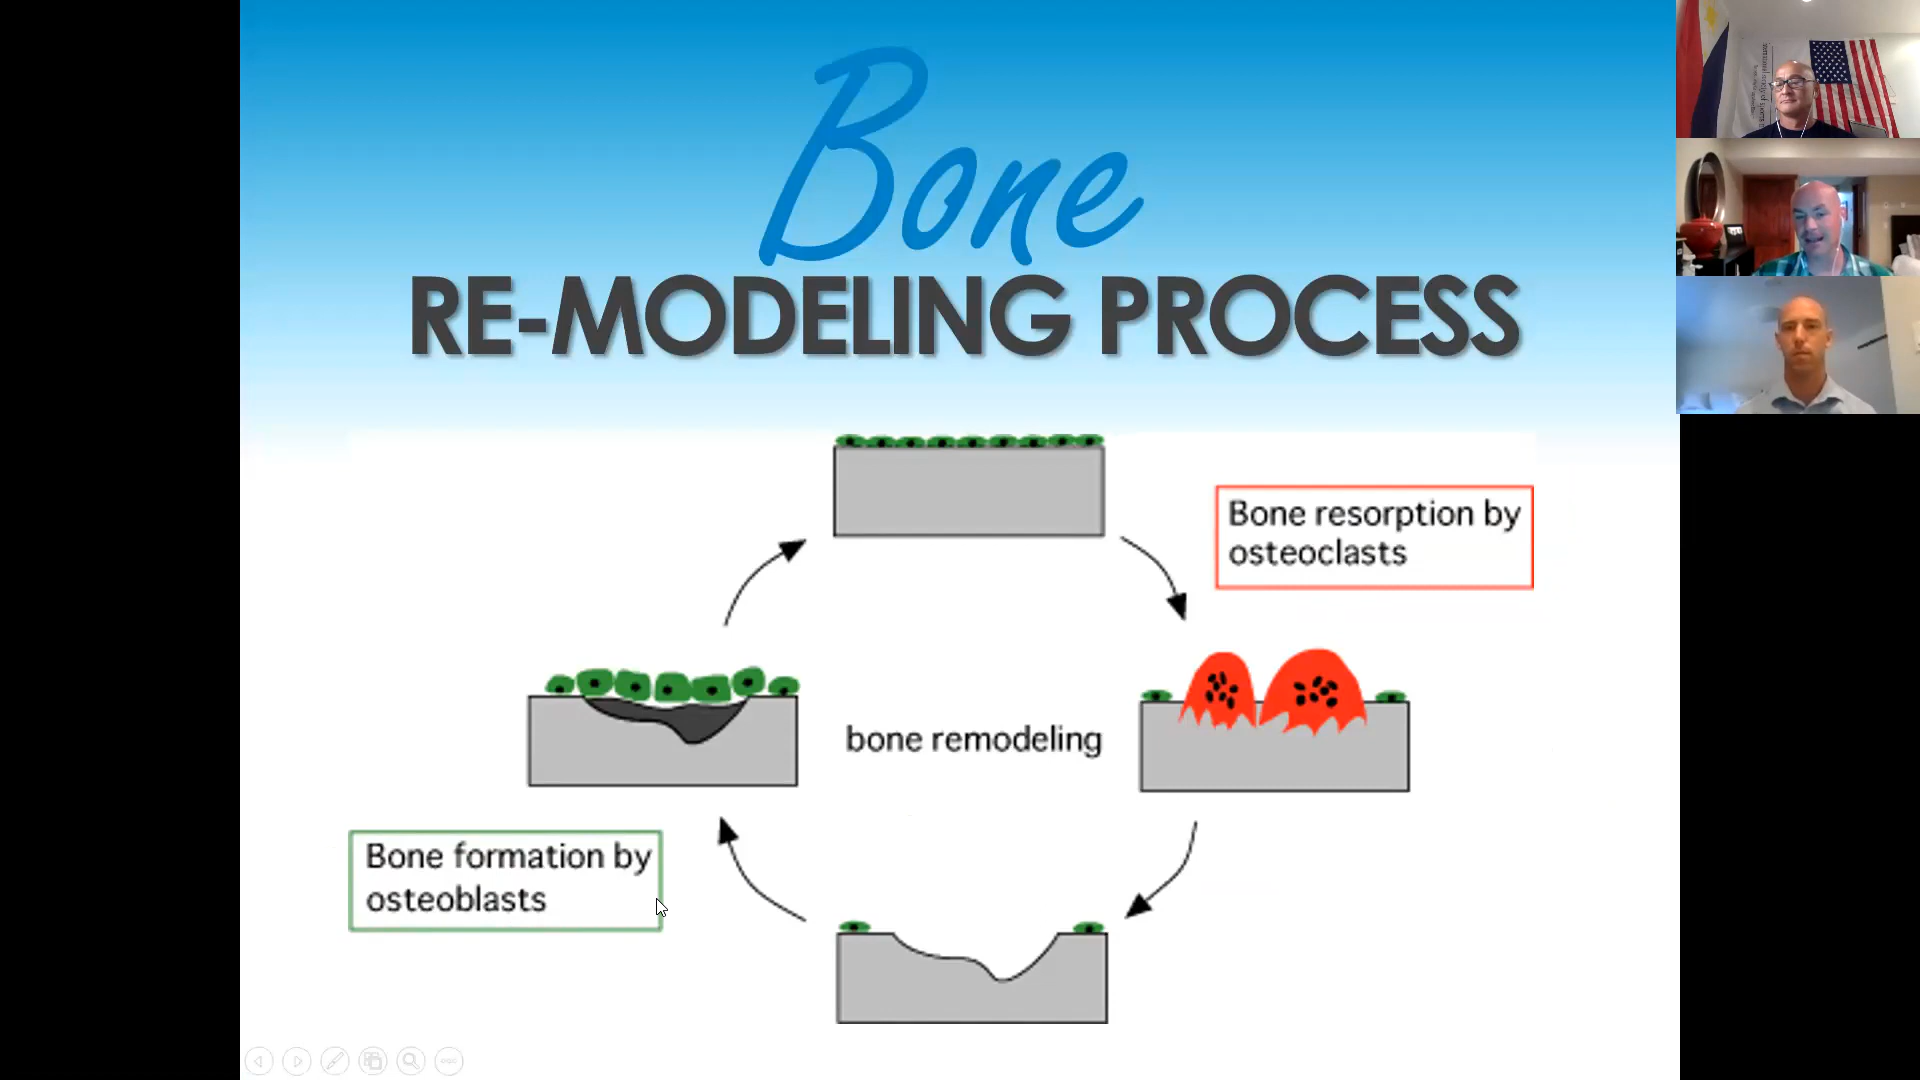 Bone
RE-MODELING PROCESS
Bone resorption by
osteoclasts
bone remodeling
Bone formation by
osteoblasts